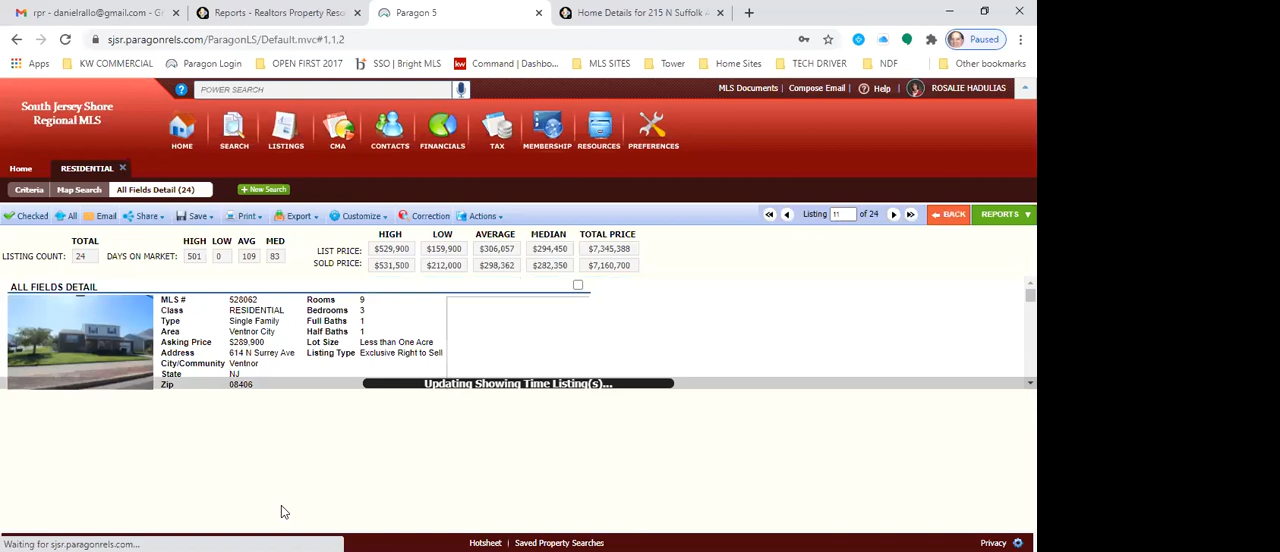 rpr - danielrallo@gmail.com - Gr
Reports - Realtors Property Reso
Paragon 5
Home Details for 215 N Suffolk A
sjsr.paragonrels.com/ParagonLS/Default.mvc#1,1,2
Paused
Apps
KW COMMERCIAL
Paragon Login
OPEN FIRST 2017
SSO | Bright MLS
kw
Command | Dashbo...
MLS SITES
Tower
Home Sites
TECH DRIVER
NDF
Other bookmarks
South Jersey Shore
Regional MLS
POWER SEARCH
MLS Documents
Compose Email
Help
ROSALIE HADULIAS
HOME
SEARCH
LISTINGS
CMA
CONTACTS
FINANCIALS
TAX
MEMBERSHIP
RESOURCES
PREFERENCES
Home
RESIDENTIAL
Criteria
Map Search
All Fields Detail (24)
+ New Search
Checked
All
Email
Share
Save
Print
Export
Customize
Correction
Actions
Listing 11 of 24
BACK
REPORTS
TOTAL
HIGH LOW AVG MED
LISTING COUNT: 24 DAYS ON MARKET: 501 0 109 83
HIGH LOW AVERAGE MEDIAN TOTAL PRICE
LIST PRICE: $529,900 $159,900 $306,057 $294,450 $7,345,388
SOLD PRICE: $531,500 $212,000 $298,362 $282,350 $7,160,700
ALL FIELDS DETAIL
MLS # 528062 Rooms 9
Class RESIDENTIAL Bedrooms 3
Type Single Family Full Baths 1
Area Ventnor City Half Baths 1
Asking Price $289,900 Lot Size Less than One Acre
Address 614 N Surrey Ave Listing Type Exclusive Right to Sell
City/Community Ventnor
State NJ
Zip 08406
Updating Showing Time Listing(s)...
Waiting for sjsr.paragonrels.com...
Hotsheet | Saved Property Searches
Privacy